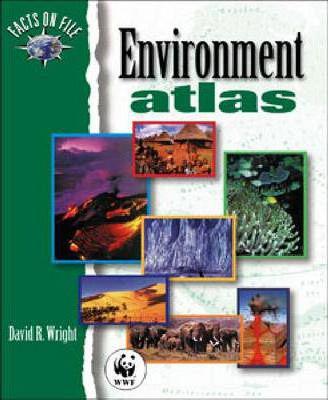 FACTS ON FILE
Environment
atlas
David R. Wright
WWF